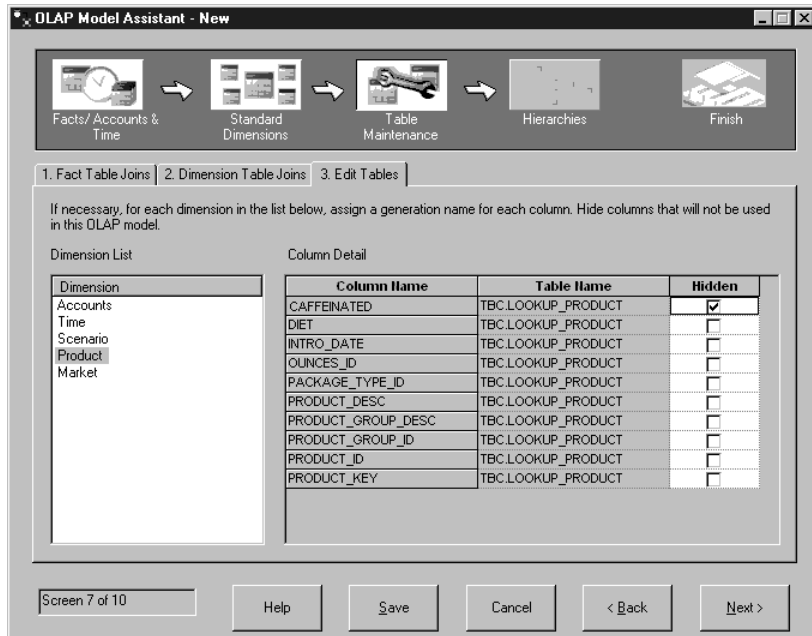 OLAP Model Assistant - New
Facts/ Accounts &
Time
Standard
Dimensions
Table
Maintenance
Hierarchies
Finish
1. Fact Table Joins
2. Dimension Table Joins
3. Edit Tables
If necessary, for each dimension in the list below, assign a generation name for each column. Hide columns that will not be used
in this OLAP model.
Dimension List
Dimension
Accounts
Time
Scenario
Product
Market
Column Detail
Column Name Table Name Hidden
CAFFEINATED TBC.LOOKUP_PRODUCT
DIET TBC.LOOKUP_PRODUCT
INTRO_DATE TBC.LOOKUP_PRODUCT
OUNCES_ID TBC.LOOKUP_PRODUCT
PACKAGE_TYPE_ID TBC.LOOKUP_PRODUCT
PRODUCT_DESC TBC.LOOKUP_PRODUCT
PRODUCT_GROUP_DESC TBC.LOOKUP_PRODUCT
PRODUCT_GROUP_ID TBC.LOOKUP_PRODUCT
PRODUCT_ID TBC.LOOKUP_PRODUCT
PRODUCT_KEY TBC.LOOKUP_PRODUCT
Screen 7 of 10
Help
Save
Cancel
< Back
Next >